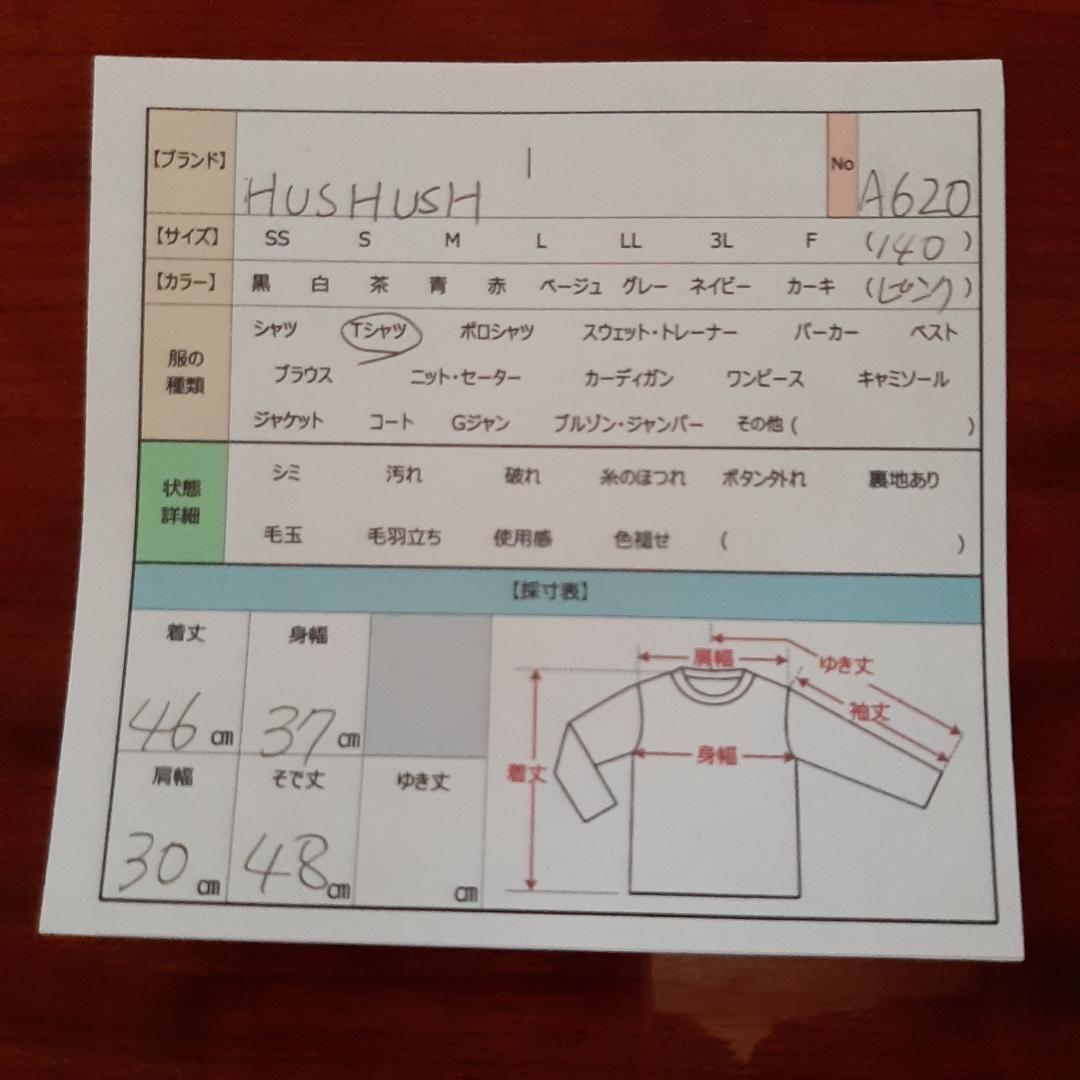 【ブランド】 HUSHUSH No A620
【サイズ】 SS S M L LL 3L F (140)
【カラー】 黒 白 茶 青 赤 ベージュ グレー ネイビー カーキ (ピンク)
服の種類
シャツ Tシャツ ポロシャツ スウェット・トレーナー パーカー ベスト
ブラウス ニット・セーター カーディガン ワンピース キャミソール
ジャケット コート Gジャン ブルゾン・ジャンパー その他 ( )
状態詳細
シミ 汚れ 破れ 糸のほつれ ボタン外れ 裏地あり
毛玉 毛羽立ち 使用感 色褪せ ( )
【採寸表】
着丈 身幅
46 cm 37 cm
肩幅 そで丈 ゆき丈
30 cm 48 cm cm
肩幅 ゆき丈
袖丈
身幅
着丈